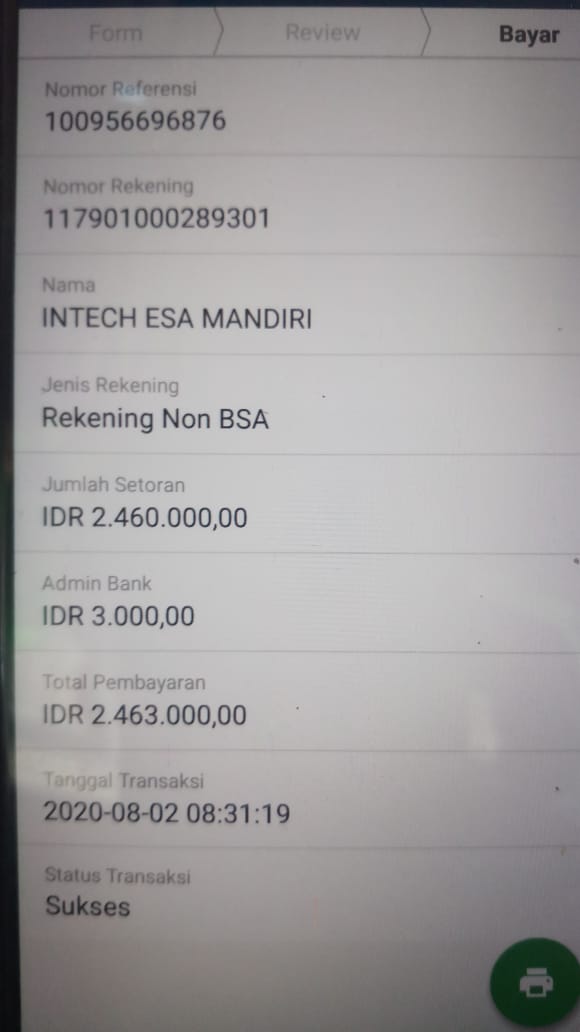 Form
Review
Bayar
Nomor Referensi
100956696876
Nomor Rekening
117901000289301
Nama
INTECH ESA MANDIRI
Jenis Rekening
Rekening Non BSA
Jumlah Setoran
IDR 2.460.000,00
Admin Bank
IDR 3.000,00
Total Pembayaran
IDR 2.463.000,00
Tanggal Transaksi
2020-08-02 08:31:19
Status Transaksi
Sukses